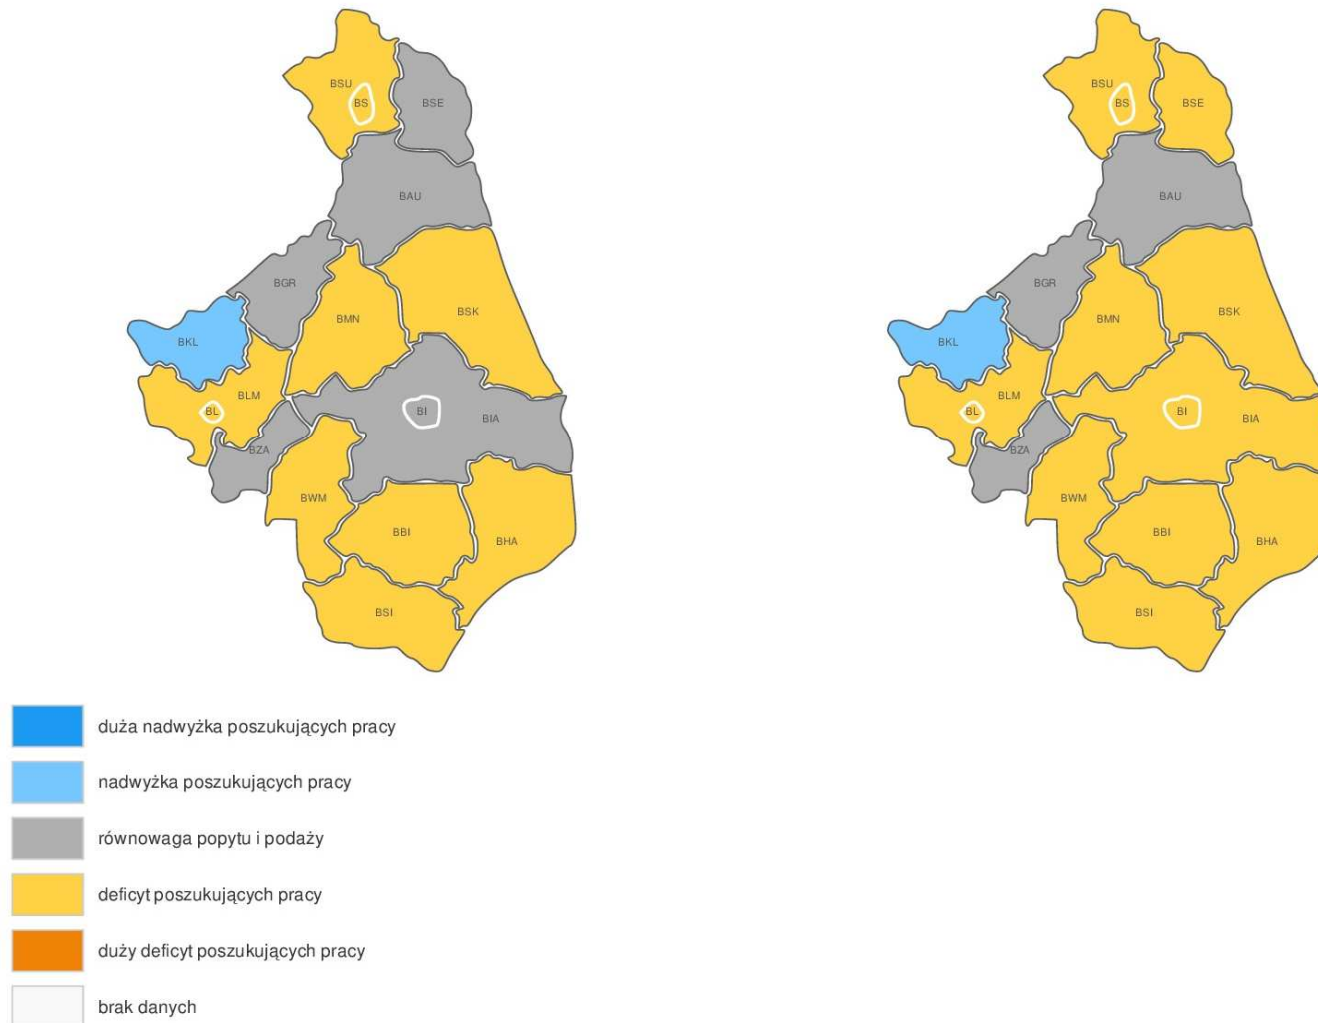 BSU
BS
BSE
BAU
BGR
BSK
BMN
BKL
BLM
BL
BI
BIA
BZA
BWM
BBI
BHA
BSI
BSU
BS
BSE
BAU
BGR
BSK
BMN
BKL
BLM
BL
BI
BIA
BZA
BWM
BBI
BHA
BSI
duża nadwyżka poszukujących pracy
nadwyżka poszukujących pracy
równowaga popytu i podaży
deficyt poszukujących pracy
duży deficyt poszukujących pracy
brak danych